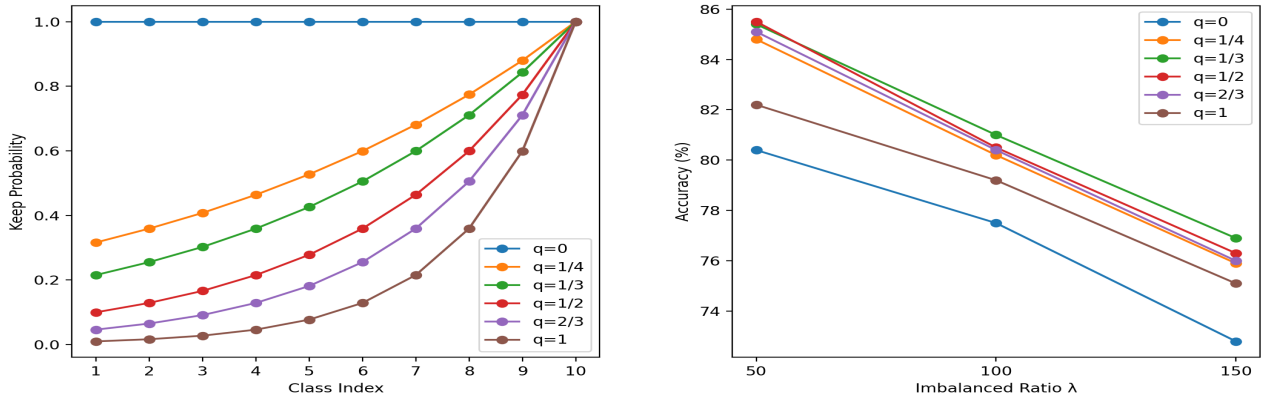 1.0
0.8
0.6
0.4
0.2
0.0
Keep Probability
1 2 3 4 5 6 7 8 9 10
Class Index
q=0
q=1/4
q=1/3
q=1/2
q=2/3
q=1
86
84
82
80
78
76
74
Accuracy (%)
50 100 150
Imbalanced Ratio λ
q=0
q=1/4
q=1/3
q=1/2
q=2/3
q=1